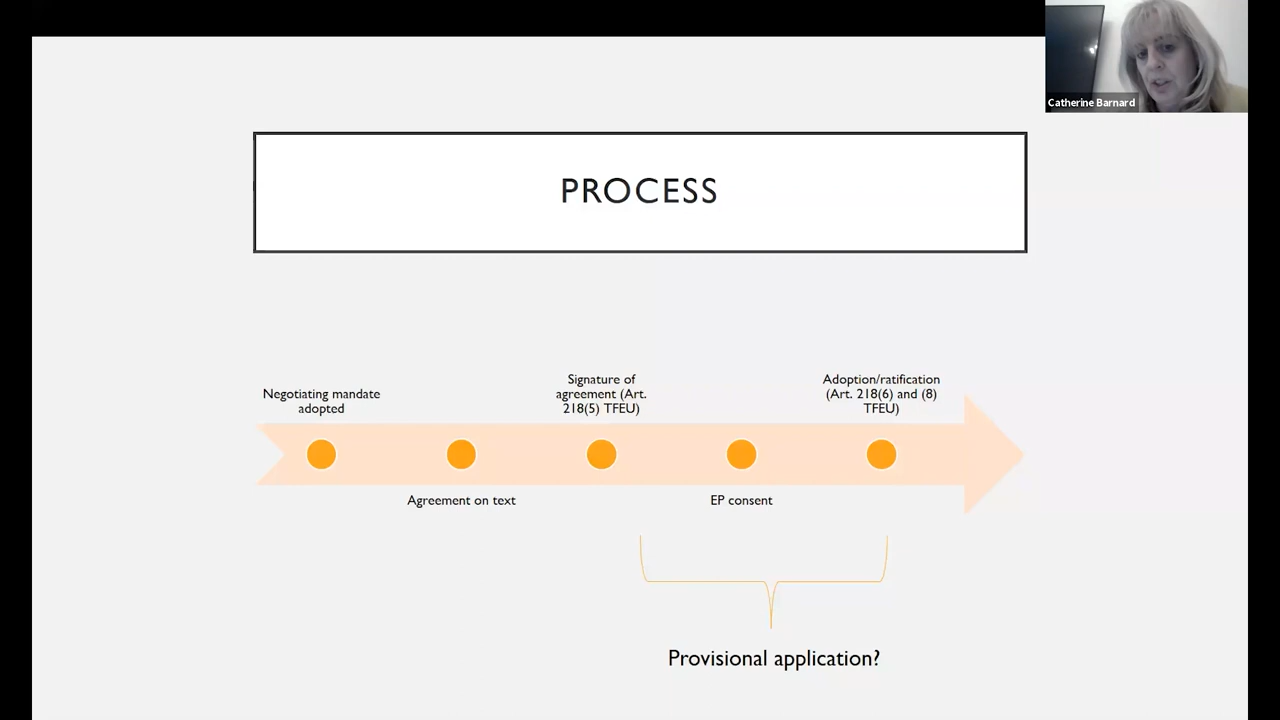 Catherine Barnard
PROCESS
Negotiating mandate
adopted
Agreement on text
Signature of
agreement (Art.
218(5) TFEU)
EP consent
Adoption/ratification
(Art. 218(6) and (8)
TFEU)
Provisional application?